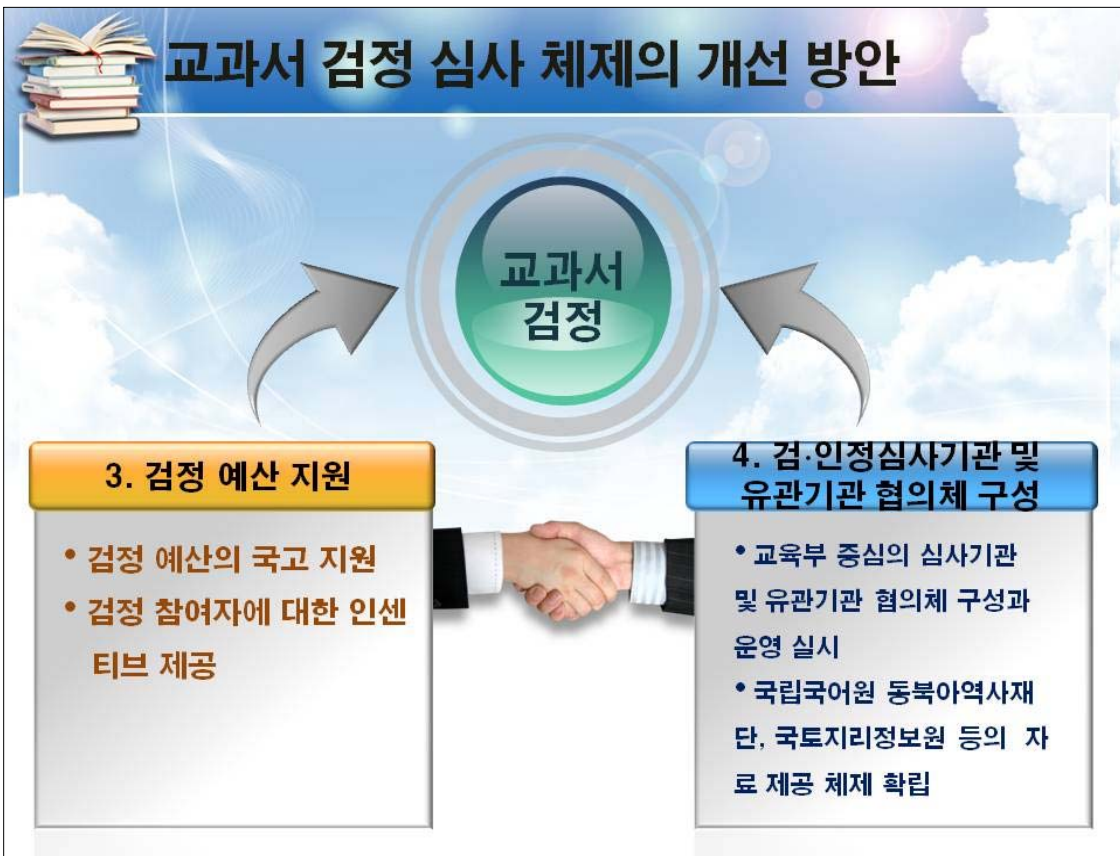 교과서 검정 심사 체제의 개선 방안
교과서
검정
3. 검정 예산 지원
• 검정 예산의 국고 지원
• 검정 참여자에 대한 인센
티브 제공
4. 검·인정심사기관 및
유관기관 협의체 구성
• 교육부 중심의 심사기관
및 유관기관 협의체 구성과
운영 실시
• 국립국어원 동북아역사재
단, 국토지리정보원 등의 자
료 제공 체제 확립